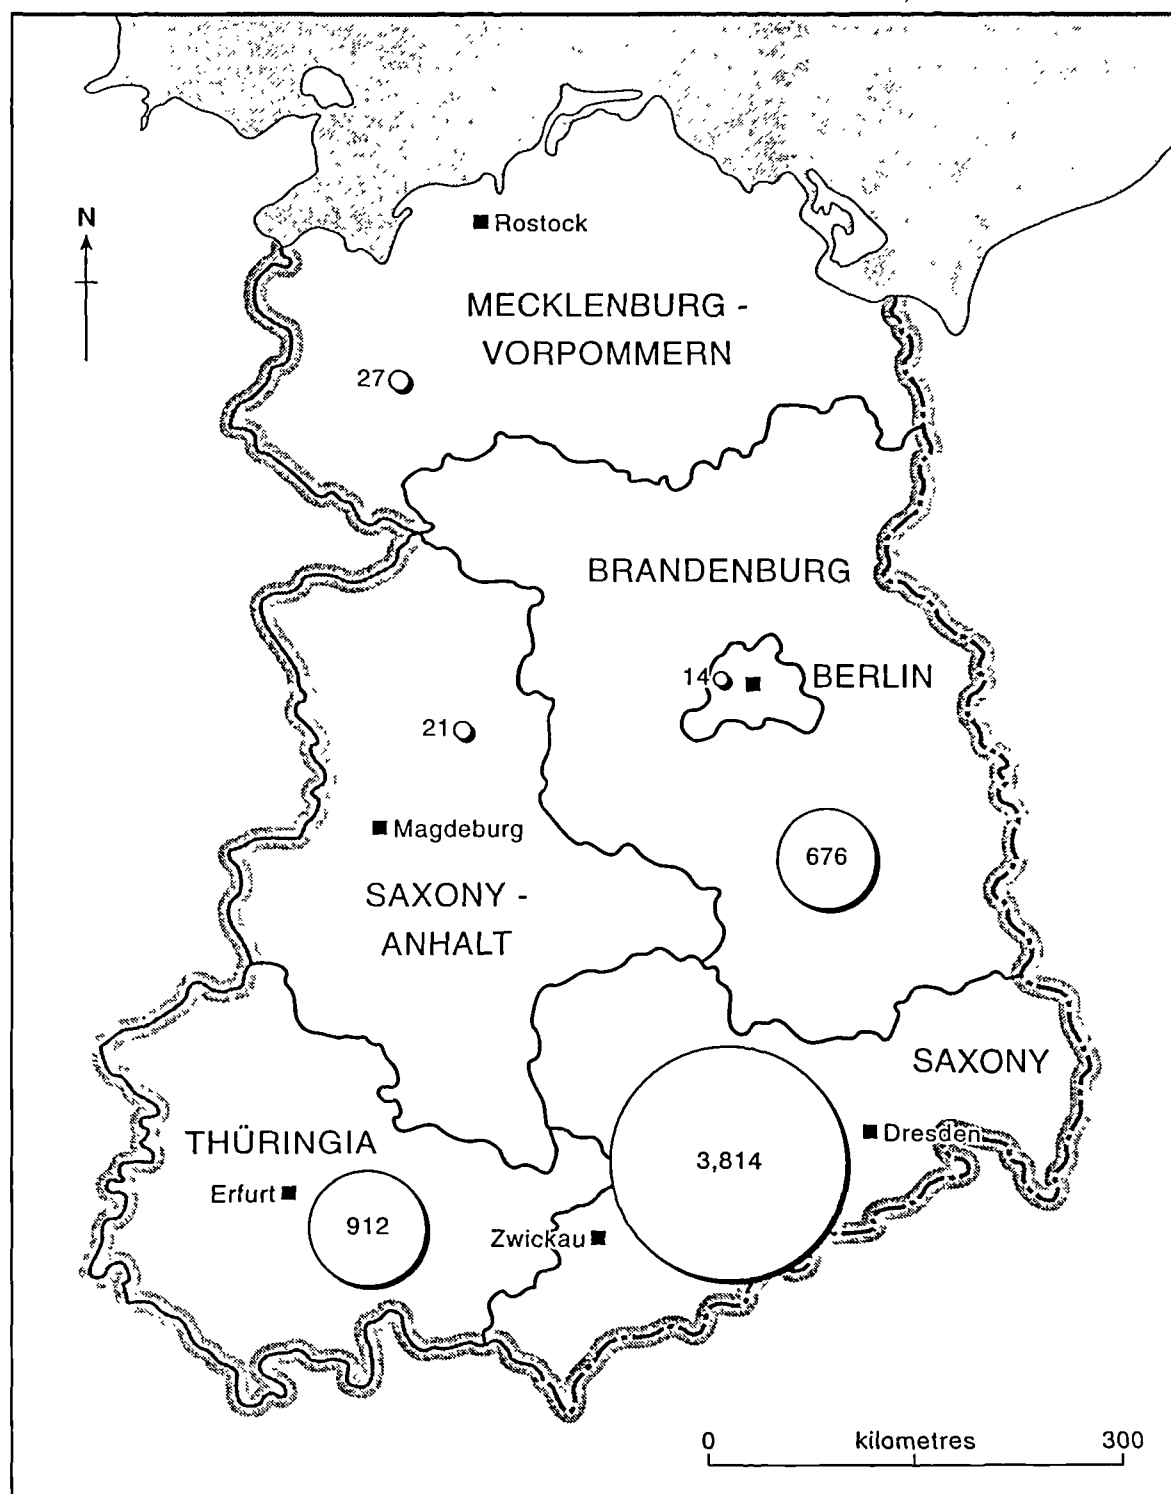 N
Rostock
MECKLENBURG -
VORPOMMERN
27
BRANDENBURG
14
BERLIN
21
Magdeburg
676
SAXONY -
ANHALT
SAXONY
Dresden
THÜRINGIA
3,814
Erfurt
912
Zwickau
0 kilometres 300